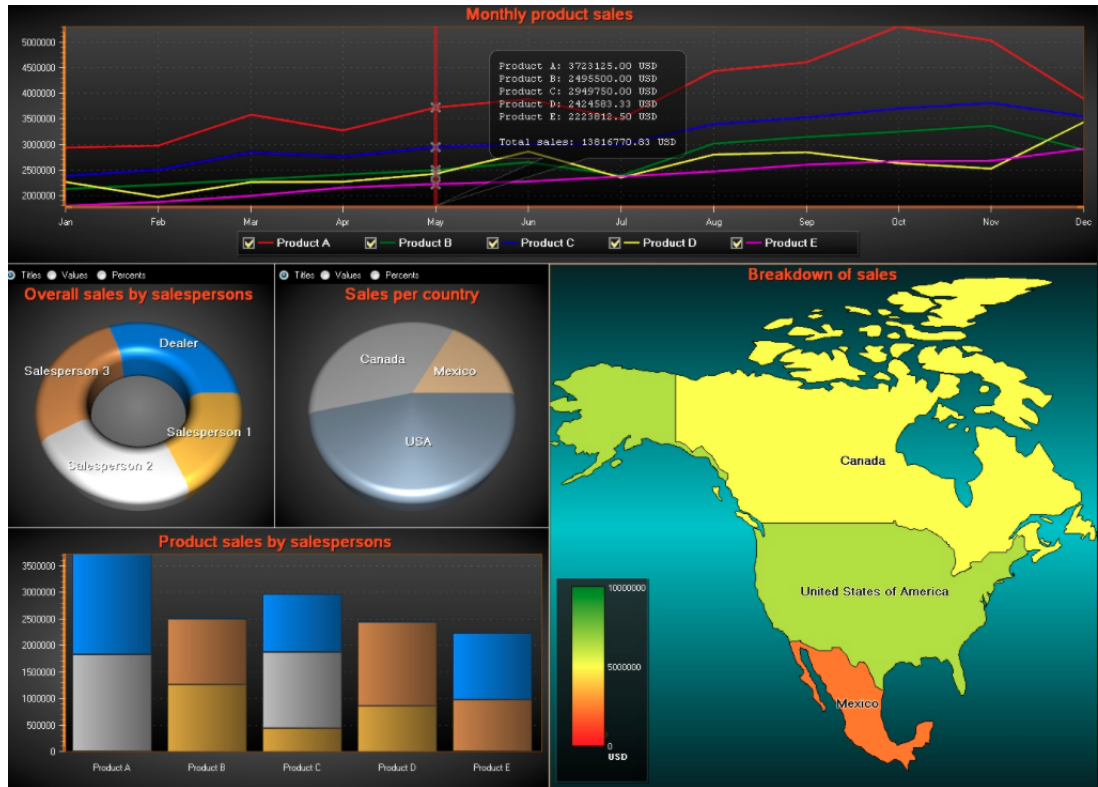 Monthly product sales
5000000
4500000
4000000
3500000
3000000
2500000
2000000
Product A: 3723125.00 USD
Product B: 2495500.00 USD
Product C: 2949750.00 USD
Product D: 2424583.33 USD
Product E: 2223812.50 USD
Total sales: 13816770.83 USD
Jan Feb Mar Apr May Jun Jul Aug Sep Oct Nov Dec
Product A Product B Product C Product D Product E
Titles Values Percents
Overall sales by salespersons
Dealer
Salesperson 3
Salesperson 1
Salesperson 2
Titles Values Percents
Sales per country
Canada
Mexico
USA
Product sales by salespersons
3500000
3000000
2500000
2000000
1500000
1000000
500000
0
Product A Product B Product C Product D Product E
Breakdown of sales
Canada
United States of America
Mexico
10000000
5000000
0
USD